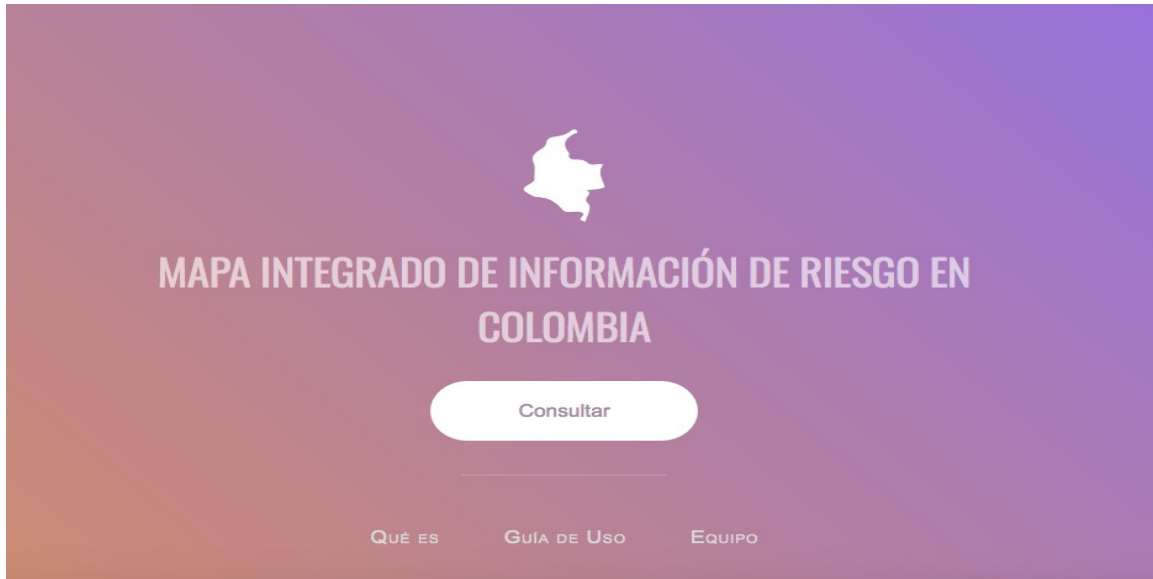 MAPA INTEGRADO DE INFORMACIÓN DE RIESGO EN
COLOMBIA
Consultar
Qué es Guía de Uso Equipo